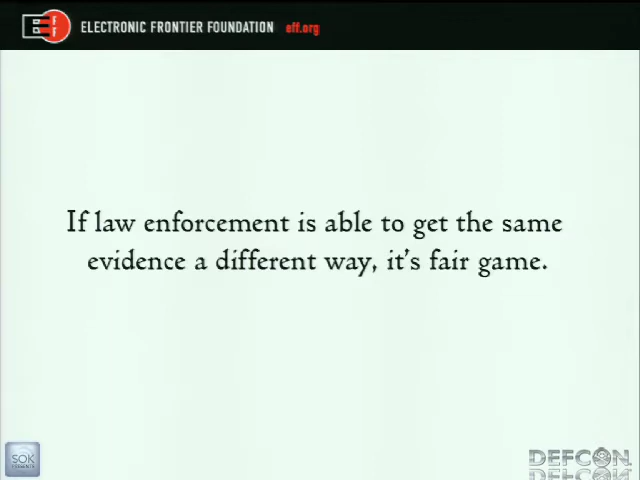 ELECTRONIC FRONTIER FOUNDATION eff.org
If law enforcement is able to get the same
evidence a different way, it's fair game.
SOK
DEFCON